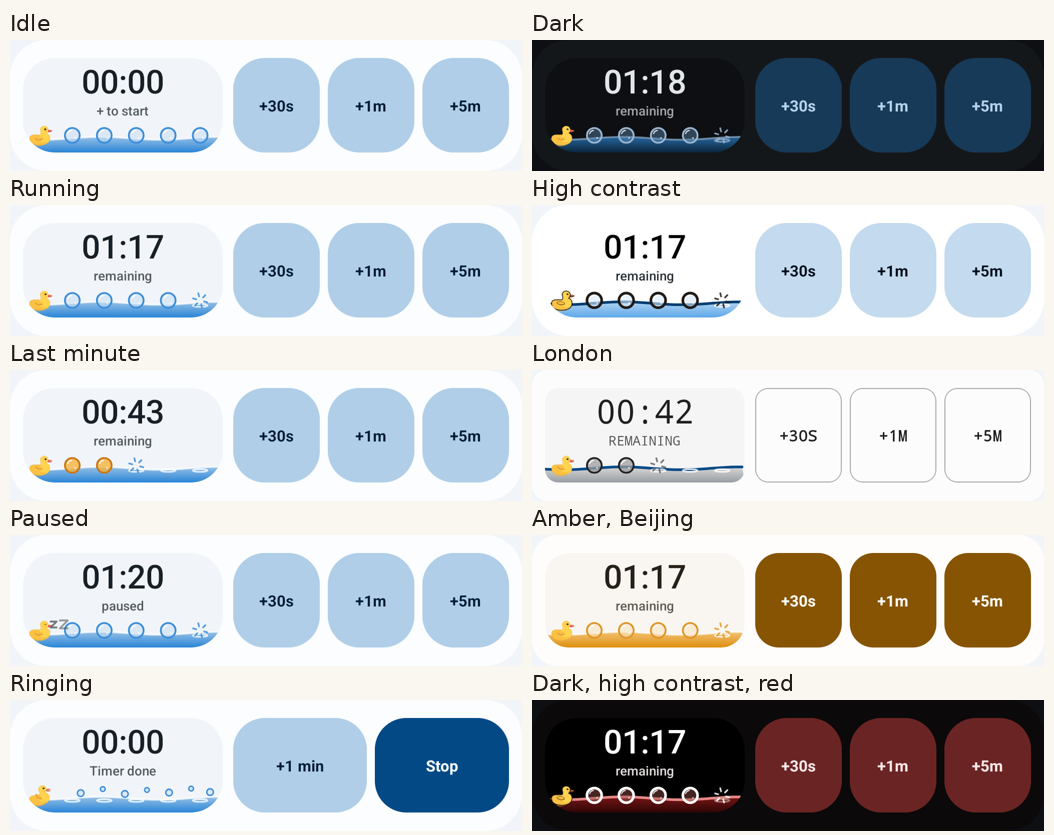 Idle
00:00
+ to start
+30s
+1m
+5m
Dark
01:18
remaining
+30s
+1m
+5m
Running
01:17
remaining
+30s
+1m
+5m
High contrast
01:17
remaining
+30s
+1m
+5m
Last minute
00:43
remaining
+30s
+1m
+5m
London
00:42
REMAINING
+30S
+1M
+5M
Paused
01:20
paused
zZ
+30s
+1m
+5m
Amber, Beijing
01:17
remaining
+30s
+1m
+5m
Ringing
00:00
Timer done
+1 min
Stop
Dark, high contrast, red
01:17
remaining
+30s
+1m
+5m